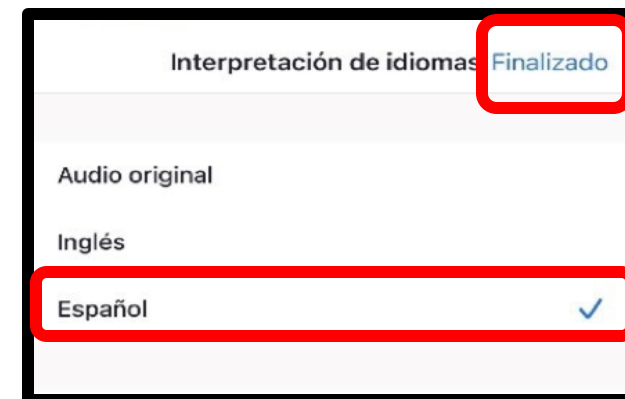 Interpretación de idiomas Finalizado
Audio original
Inglés
Español